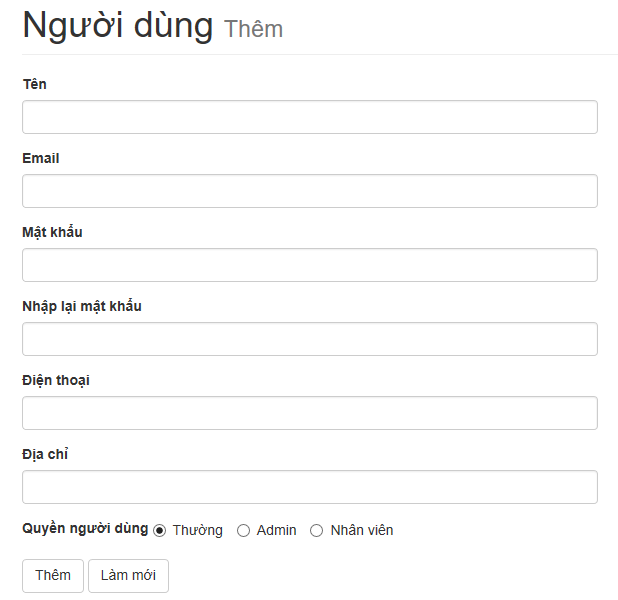 Người dùng Thêm
Tên
Email
Mật khẩu
Nhập lại mật khẩu
Điện thoại
Địa chỉ
Quyền người dùng Thường Admin Nhân viên
Thêm Làm mới